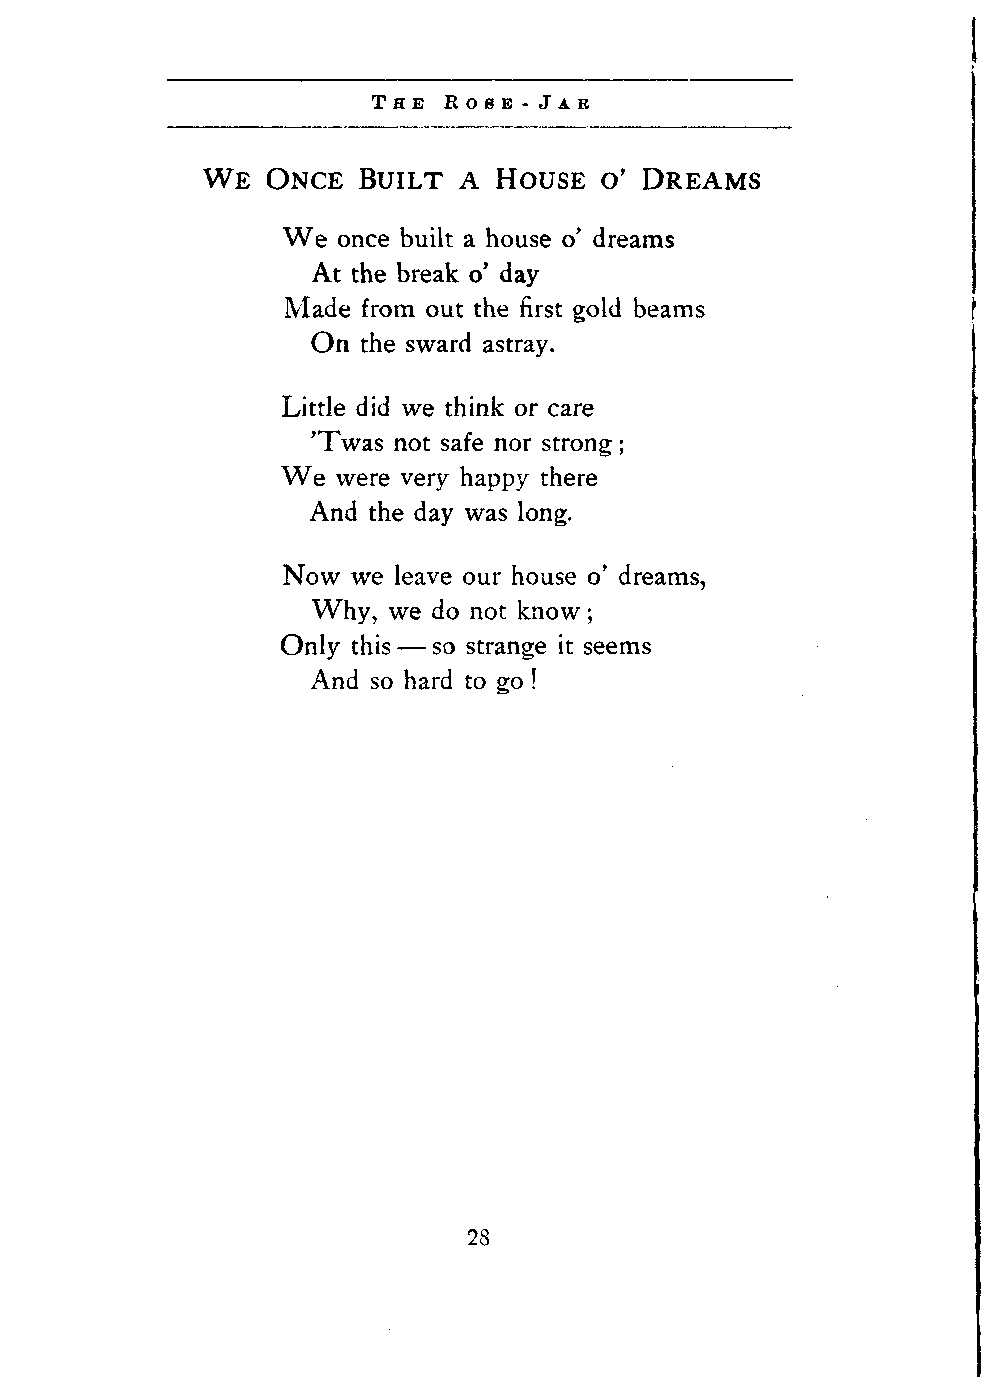 THE ROSE-JAR
WE ONCE BUILT A HOUSE O' DREAMS
We once built a house o' dreams
At the break o' day
Made from out the first gold beams
On the sward astray.
Little did we think or care
'Twas not safe nor strong;
We were very happy there
And the day was long.
Now we leave our house o' dreams,
Why, we do not know;
Only this — so strange it seems
And so hard to go!
28